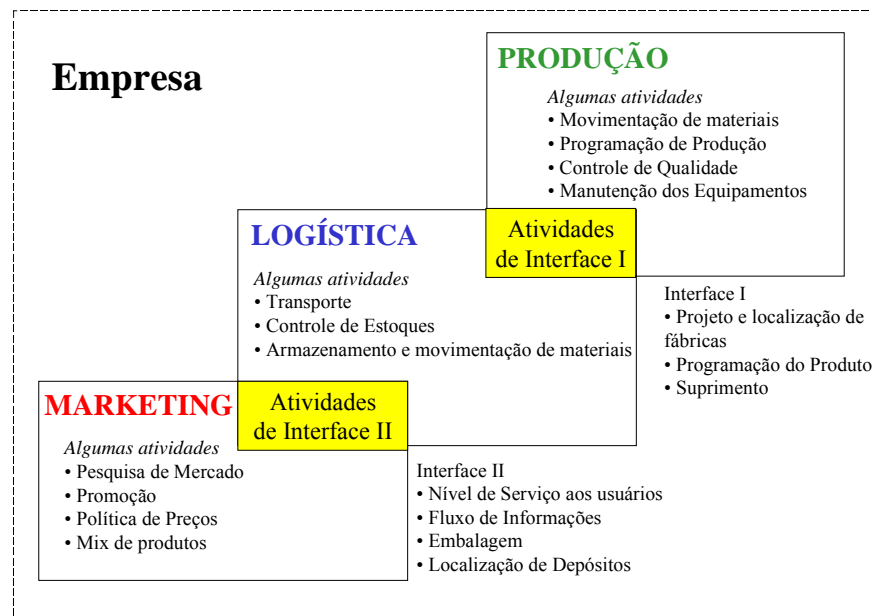 Empresa
PRODUÇÃO
Algumas atividades
• Movimentação de materiais
• Programação de Produção
• Controle de Qualidade
• Manutenção dos Equipamentos
LOGÍSTICA
Algumas atividades
• Transporte
• Controle de Estoques
• Armazenamento e movimentação de materiais
Atividades
de Interface I
Interface I
• Projeto e localização de
fábricas
• Programação do Produto
• Suprimento
MARKETING
Algumas atividades
• Pesquisa de Mercado
• Promoção
• Política de Preços
• Mix de produtos
Atividades
de Interface II
Interface II
• Nível de Serviço aos usuários
• Fluxo de Informações
• Embalagem
• Localização de Depósitos